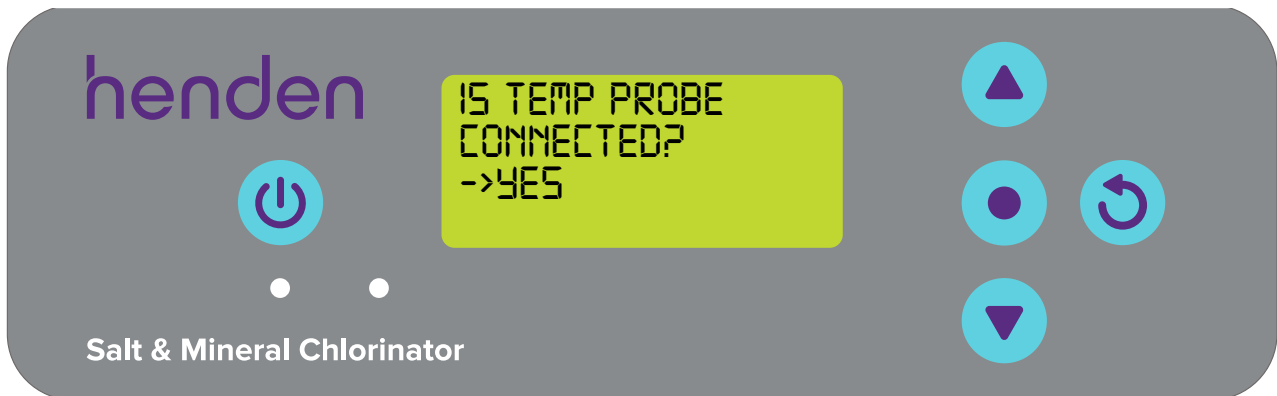 henden
IS TEMP PROBE
CONNECTED?
->YES
Salt & Mineral Chlorinator